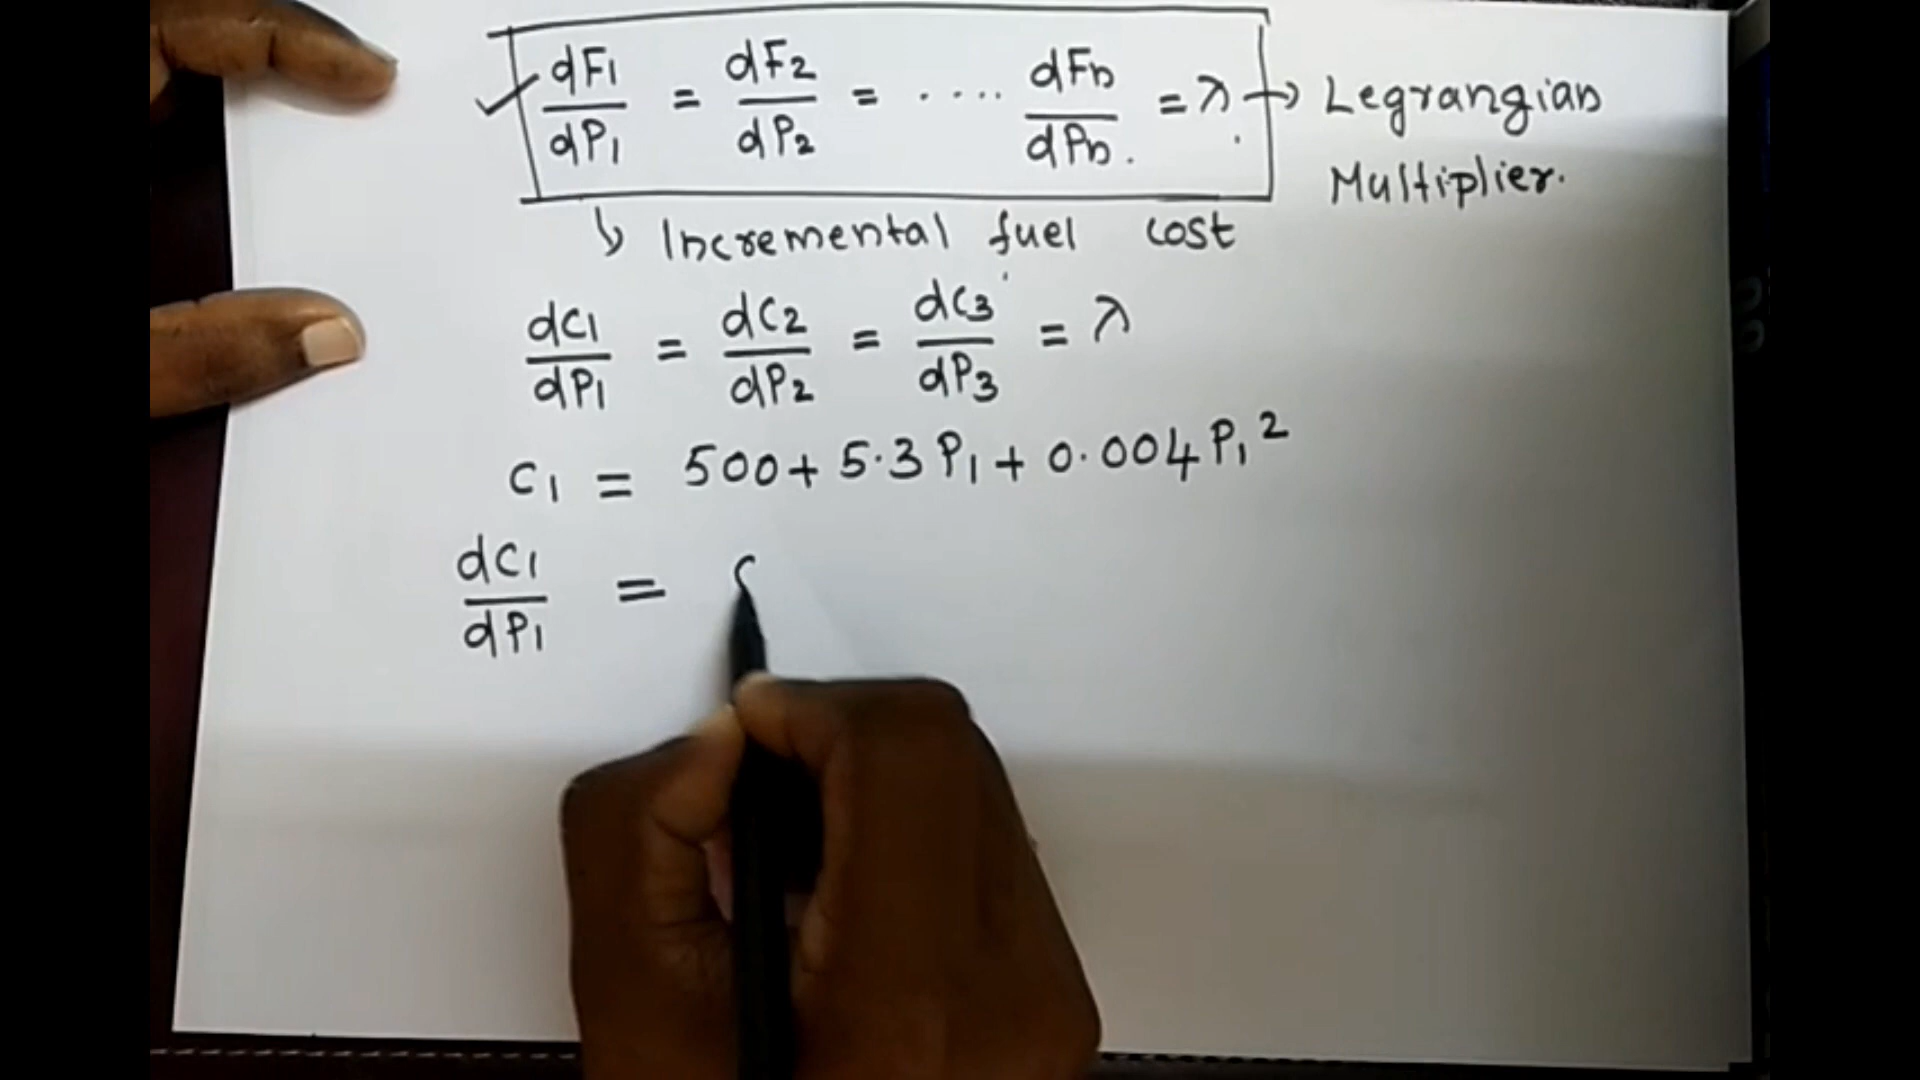 dF1/dP1 = dF2/dP2 = .... dFn/dPn. = λ → Legrangian
Multiplier.
↳ Incremental fuel cost
dC1/dP1 = dC2/dP2 = dC3/dP3 = λ
C1 = 500 + 5.3 P1 + 0.004 P1²
dC1/dP1 =